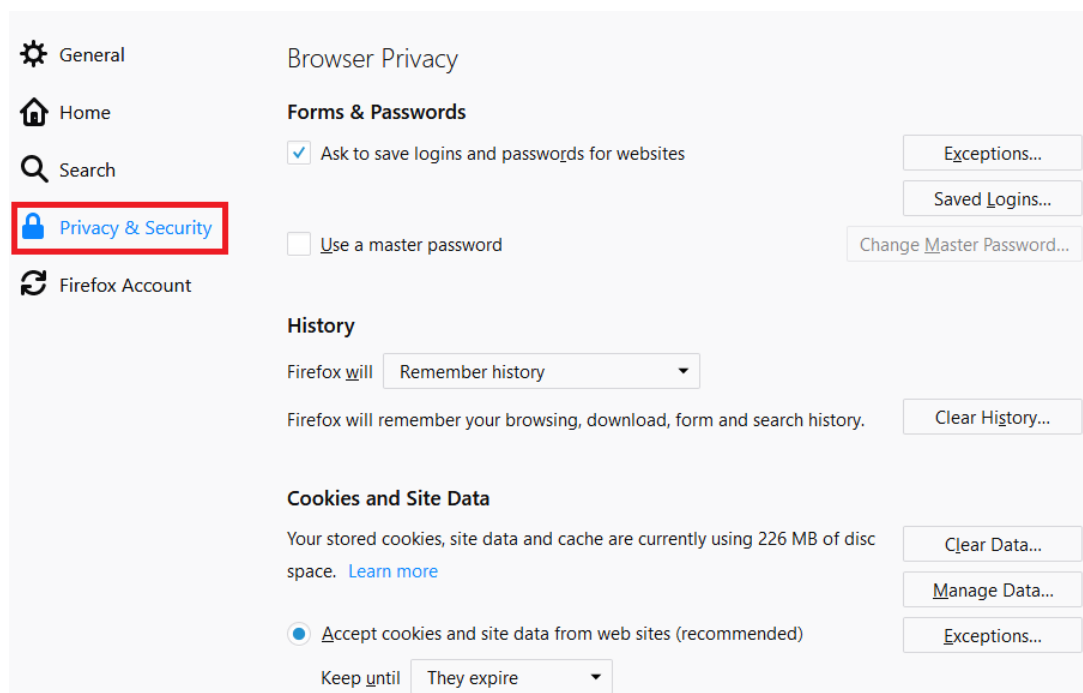 General
Home
Search
Privacy & Security
Firefox Account
Browser Privacy
Forms & Passwords
Ask to save logins and passwords for websites
Exceptions...
Saved Logins...
Use a master password
Change Master Password...
History
Firefox will Remember history
Firefox will remember your browsing, download, form and search history.
Clear History...
Cookies and Site Data
Your stored cookies, site data and cache are currently using 226 MB of disc
space. Learn more
Clear Data...
Manage Data...
Accept cookies and site data from web sites (recommended)
Exceptions...
Keep until They expire